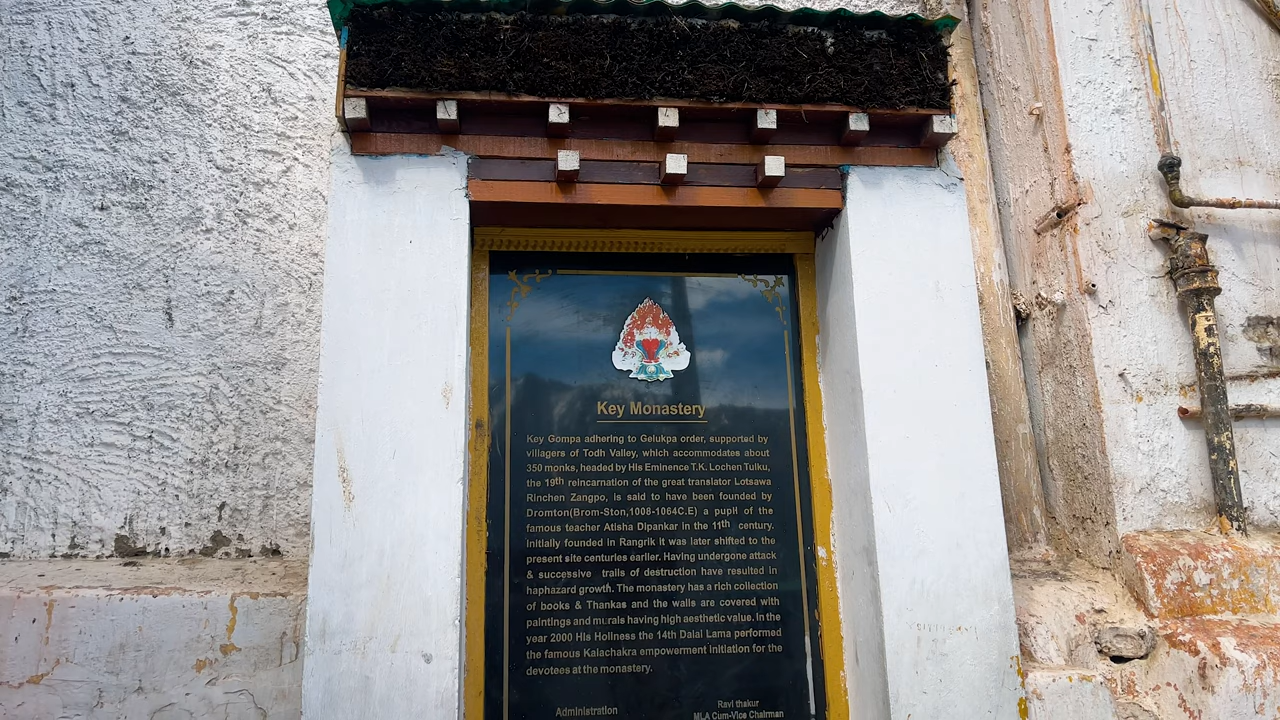 Key Monastery
Key Gompa adhering to Gelukpa order, supported by
villagers of Todh Valley, which accommodates about
350 monks, headed by His Eminence T.K. Lochen Tulku,
the 19th reincarnation of the great translator Lotsawa
Rinchen Zangpo, is said to have been founded by
Dromton(Brom-Ston,1008-1064C.E) a pupil of the
famous teacher Atisha Dipankar in the 11th century.
Initially founded in Rangrik it was later shifted to the
present site centuries earlier. Having undergone attack
& successive trails of destruction have resulted in
haphazard growth. The monastery has a rich collection
of books & Thankas and the walls are covered with
paintings and murals having high aesthetic value. In the
year 2000 His Holiness the 14th Dalai Lama performed
the famous Kalachakra empowerment initiation for the
devotees at the monastery.
Administration
Ravi thakur
MLA Cum-Vice Chairman